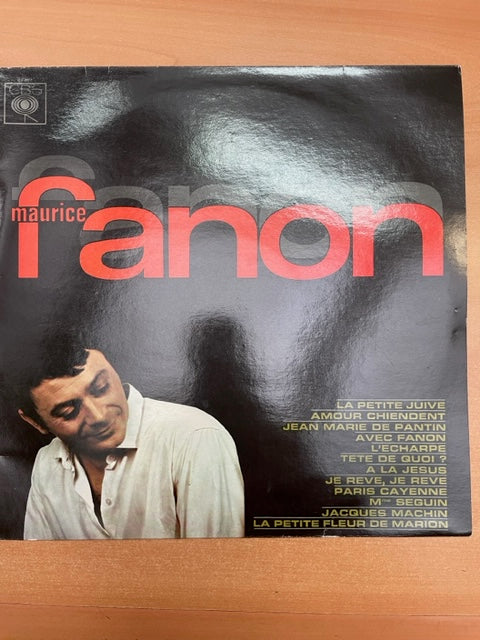 CBS
fanon
maurice
fanon
LA PETITE JUIVE
AMOUR CHIENDENT
JEAN MARIE DE PANTIN
AVEC FANON
L'ECHARPE
TETE DE QUOI ?
A LA JESUS
JE REVE, JE REVE
PARIS CAYENNE
Mme SEGUIN
JACQUES MACHIN
LA PETITE FLEUR DE MARION